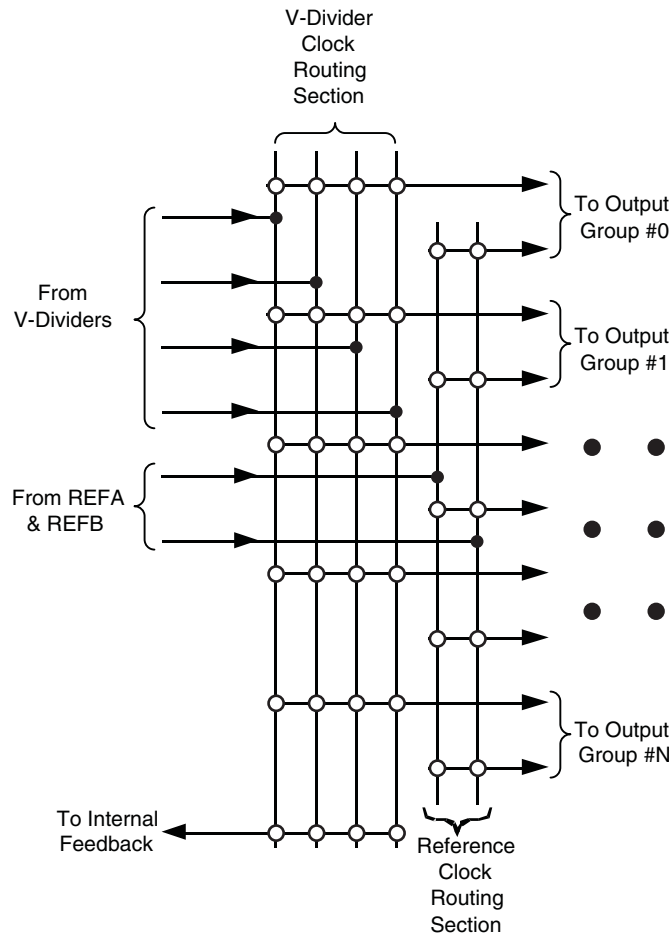 V-Divider
Clock
Routing
Section
To Output
Group #0
From
V-Dividers
To Output
Group #1
From REFA
& REFB
To Output
Group #N
To Internal
Feedback
Reference
Clock
Routing
Section